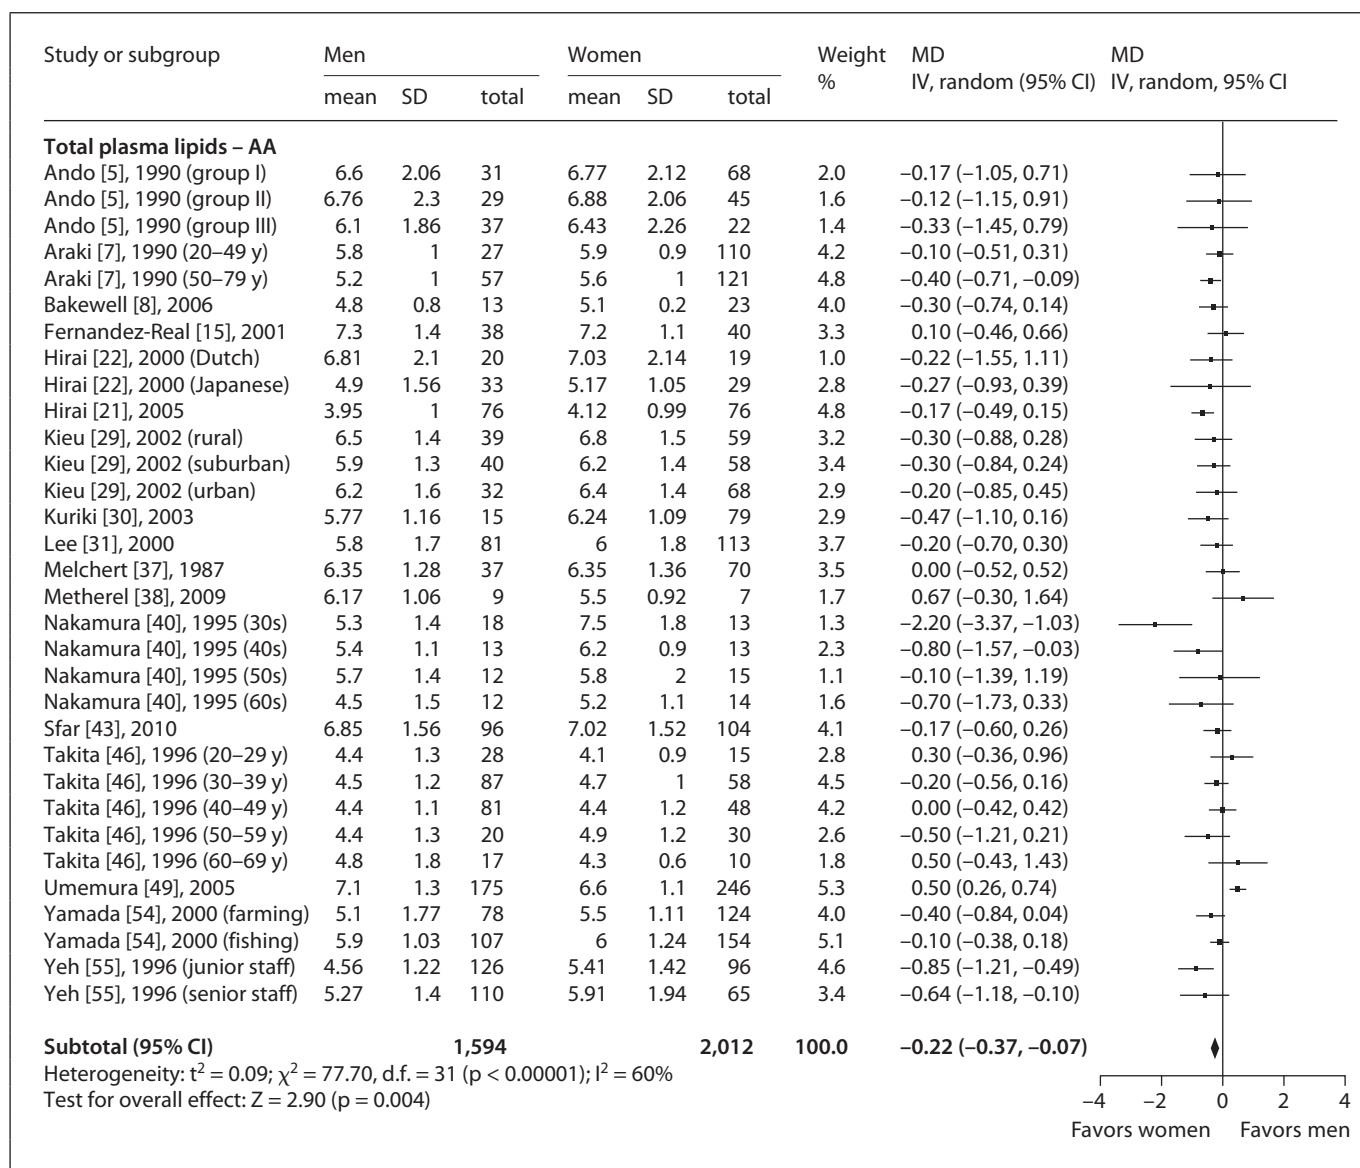 Study or subgroup Men Women Weight MD MD
% IV, random (95% CI) IV, random, 95% CI
mean SD total mean SD total
Total plasma lipids – AA
Ando [5], 1990 (group I) 6.6 2.06 31 6.77 2.12 68 2.0 –0.17 (–1.05, 0.71)
Ando [5], 1990 (group II) 6.76 2.3 29 6.88 2.06 45 1.6 –0.12 (–1.15, 0.91)
Ando [5], 1990 (group III) 6.1 1.86 37 6.43 2.26 22 1.4 –0.33 (–1.45, 0.79)
Araki [7], 1990 (20–49 y) 5.8 1 27 5.9 0.9 110 4.2 –0.10 (–0.51, 0.31)
Araki [7], 1990 (50–79 y) 5.2 1 57 5.6 1 121 4.8 –0.40 (–0.71, –0.09)
Bakewell [8], 2006 4.8 0.8 13 5.1 0.2 23 4.0 –0.30 (–0.74, 0.14)
Fernandez-Real [15], 2001 7.3 1.4 38 7.2 1.1 40 3.3 0.10 (–0.46, 0.66)
Hirai [22], 2000 (Dutch) 6.81 2.1 20 7.03 2.14 19 1.0 –0.22 (–1.55, 1.11)
Hirai [22], 2000 (Japanese) 4.9 1.56 33 5.17 1.05 29 2.8 –0.27 (–0.93, 0.39)
Hirai [21], 2005 3.95 1 76 4.12 0.99 76 4.8 –0.17 (–0.49, 0.15)
Kieu [29], 2002 (rural) 6.5 1.4 39 6.8 1.5 59 3.2 –0.30 (–0.88, 0.28)
Kieu [29], 2002 (suburban) 5.9 1.3 40 6.2 1.4 58 3.4 –0.30 (–0.84, 0.24)
Kieu [29], 2002 (urban) 6.2 1.6 32 6.4 1.4 68 2.9 –0.20 (–0.85, 0.45)
Kuriki [30], 2003 5.77 1.16 15 6.24 1.09 79 2.9 –0.47 (–1.10, 0.16)
Lee [31], 2000 5.8 1.7 81 6 1.8 113 3.7 –0.20 (–0.70, 0.30)
Melchert [37], 1987 6.35 1.28 37 6.35 1.36 70 3.5 0.00 (–0.52, 0.52)
Metherel [38], 2009 6.17 1.06 9 5.5 0.92 7 1.7 0.67 (–0.30, 1.64)
Nakamura [40], 1995 (30s) 5.3 1.4 18 7.5 1.8 13 1.3 –2.20 (–3.37, –1.03)
Nakamura [40], 1995 (40s) 5.4 1.1 13 6.2 0.9 13 2.3 –0.80 (–1.57, –0.03)
Nakamura [40], 1995 (50s) 5.7 1.4 12 5.8 2 15 1.1 –0.10 (–1.39, 1.19)
Nakamura [40], 1995 (60s) 4.5 1.5 12 5.2 1.1 14 1.6 –0.70 (–1.73, 0.33)
Sfar [43], 2010 6.85 1.56 96 7.02 1.52 104 4.1 –0.17 (–0.60, 0.26)
Takita [46], 1996 (20–29 y) 4.4 1.3 28 4.1 0.9 15 2.8 0.30 (–0.36, 0.96)
Takita [46], 1996 (30–39 y) 4.5 1.2 87 4.7 1 58 4.5 –0.20 (–0.56, 0.16)
Takita [46], 1996 (40–49 y) 4.4 1.1 81 4.4 1.2 48 4.2 0.00 (–0.42, 0.42)
Takita [46], 1996 (50–59 y) 4.4 1.3 20 4.9 1.2 30 2.6 –0.50 (–1.21, 0.21)
Takita [46], 1996 (60–69 y) 4.8 1.8 17 4.3 0.6 10 1.8 0.50 (–0.43, 1.43)
Umemura [49], 2005 7.1 1.3 175 6.6 1.1 246 5.3 0.50 (0.26, 0.74)
Yamada [54], 2000 (farming) 5.1 1.77 78 5.5 1.11 124 4.0 –0.40 (–0.84, 0.04)
Yamada [54], 2000 (fishing) 5.9 1.03 107 6 1.24 154 5.1 –0.10 (–0.38, 0.18)
Yeh [55], 1996 (junior staff) 4.56 1.22 126 5.41 1.42 96 4.6 –0.85 (–1.21, –0.49)
Yeh [55], 1996 (senior staff) 5.27 1.4 110 5.91 1.94 65 3.4 –0.64 (–1.18, –0.10)
Subtotal (95% CI) 1,594 2,012 100.0 –0.22 (–0.37, –0.07)
Heterogeneity: t² = 0.09; χ² = 77.70, d.f. = 31 (p < 0.00001); I² = 60%
Test for overall effect: Z = 2.90 (p = 0.004)
–4 –2 0 2 4
Favors women Favors men